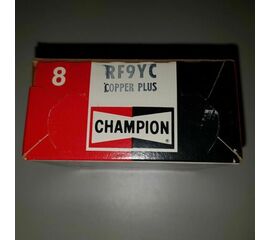 8
RF9YC
COPPER PLUS
CHAMPION